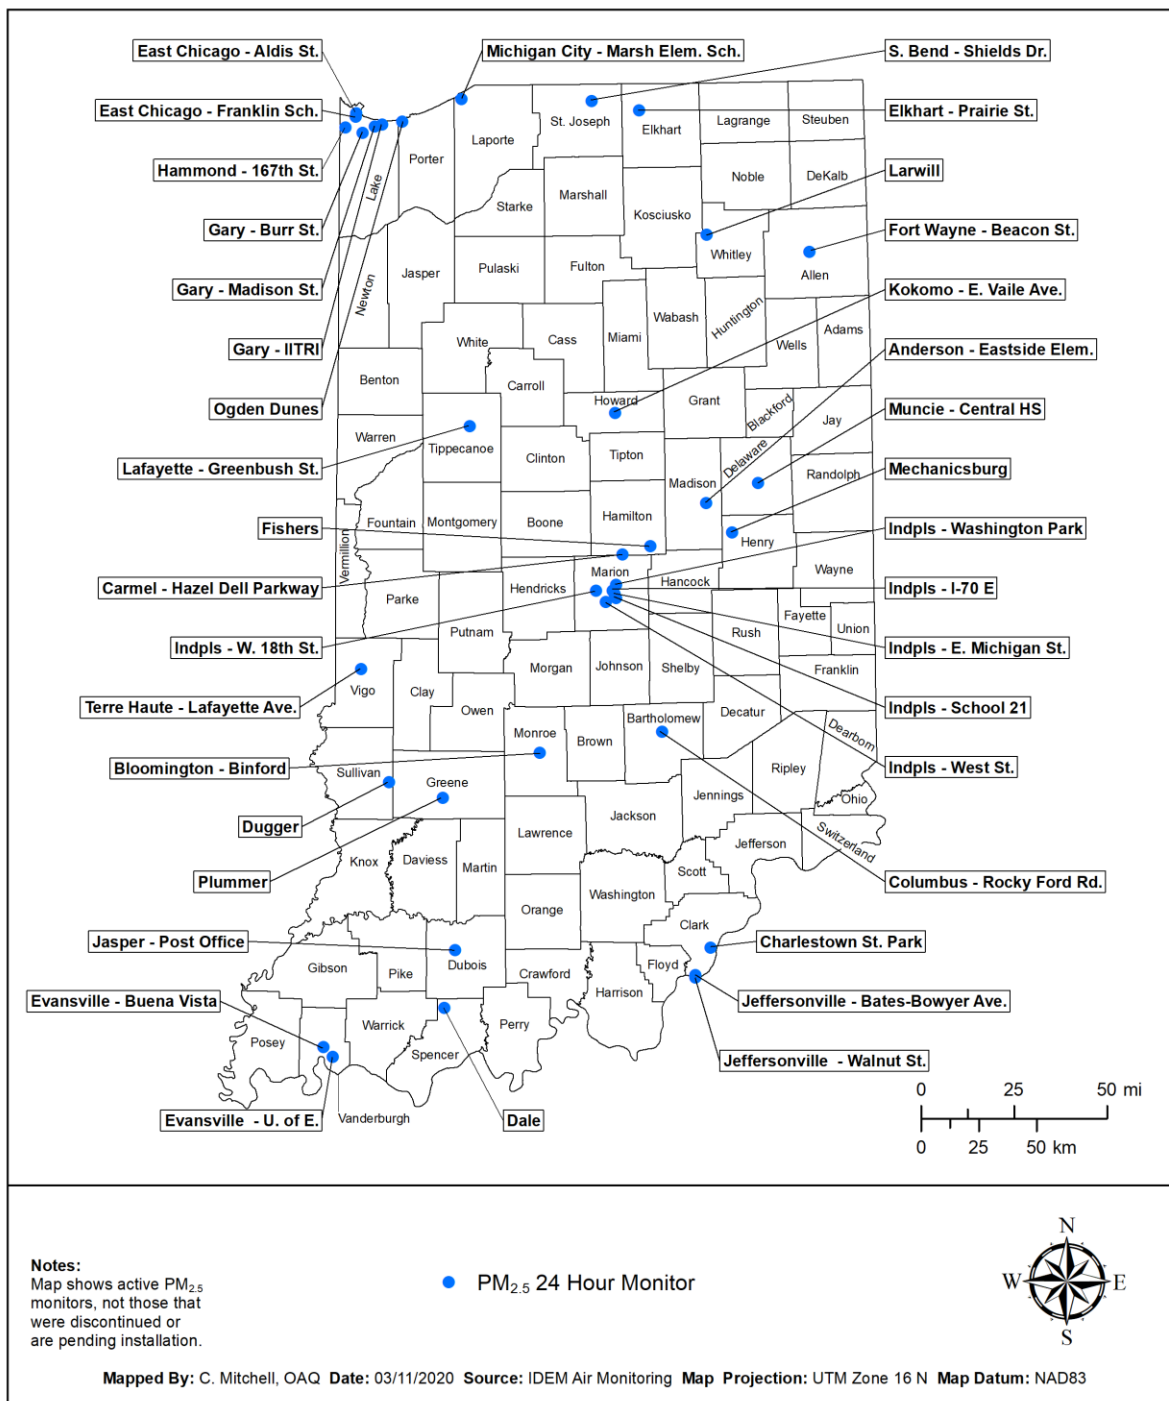 East Chicago - Aldis St.
Michigan City - Marsh Elem. Sch.
S. Bend - Shields Dr.
East Chicago - Franklin Sch.
Elkhart - Prairie St.
Hammond - 167th St.
Larwill
Gary - Burr St.
Fort Wayne - Beacon St.
Gary - Madison St.
Kokomo - E. Vaile Ave.
Gary - IITRI
Anderson - Eastside Elem.
Ogden Dunes
Muncie - Central HS
Lafayette - Greenbush St.
Mechanicsburg
Fishers
Indpls - Washington Park
Carmel - Hazel Dell Parkway
Indpls - I-70 E
Indpls - W. 18th St.
Indpls - E. Michigan St.
Terre Haute - Lafayette Ave.
Indpls - School 21
Bloomington - Binford
Indpls - West St.
Dugger
Plummer
Columbus - Rocky Ford Rd.
Jasper - Post Office
Charlestown St. Park
Evansville - Buena Vista
Jeffersonville - Bates-Bowyer Ave.
Jeffersonville - Walnut St.
Evansville - U. of E.
Dale
Lake
Porter
Laporte
St. Joseph
Elkhart
Lagrange
Steuben
Noble
DeKalb
Starke
Marshall
Kosciusko
Whitley
Allen
Newton
Jasper
Pulaski
Fulton
White
Cass
Miami
Wabash
Huntington
Wells
Adams
Benton
Carroll
Howard
Grant
Blackford
Jay
Warren
Tippecanoe
Clinton
Tipton
Madison
Delaware
Randolph
Fountain
Montgomery
Boone
Hamilton
Henry
Wayne
Vermillion
Parke
Putnam
Hendricks
Marion
Hancock
Rush
Fayette
Union
Franklin
Vigo
Clay
Owen
Morgan
Johnson
Shelby
Decatur
Dearborn
Sullivan
Greene
Monroe
Brown
Bartholomew
Jennings
Ripley
Ohio
Switzerland
Knox
Daviess
Martin
Lawrence
Jackson
Jefferson
Scott
Washington
Orange
Clark
Floyd
Harrison
Crawford
Gibson
Pike
Dubois
Posey
Vanderburgh
Warrick
Spencer
Perry
0 25 50 mi
0 25 50 km
Notes:
Map shows active PM2.5
monitors, not those that
were discontinued or
are pending installation.
PM2.5 24 Hour Monitor
N
W E
S
Mapped By: C. Mitchell, OAQ Date: 03/11/2020 Source: IDEM Air Monitoring Map Projection: UTM Zone 16 N Map Datum: NAD83